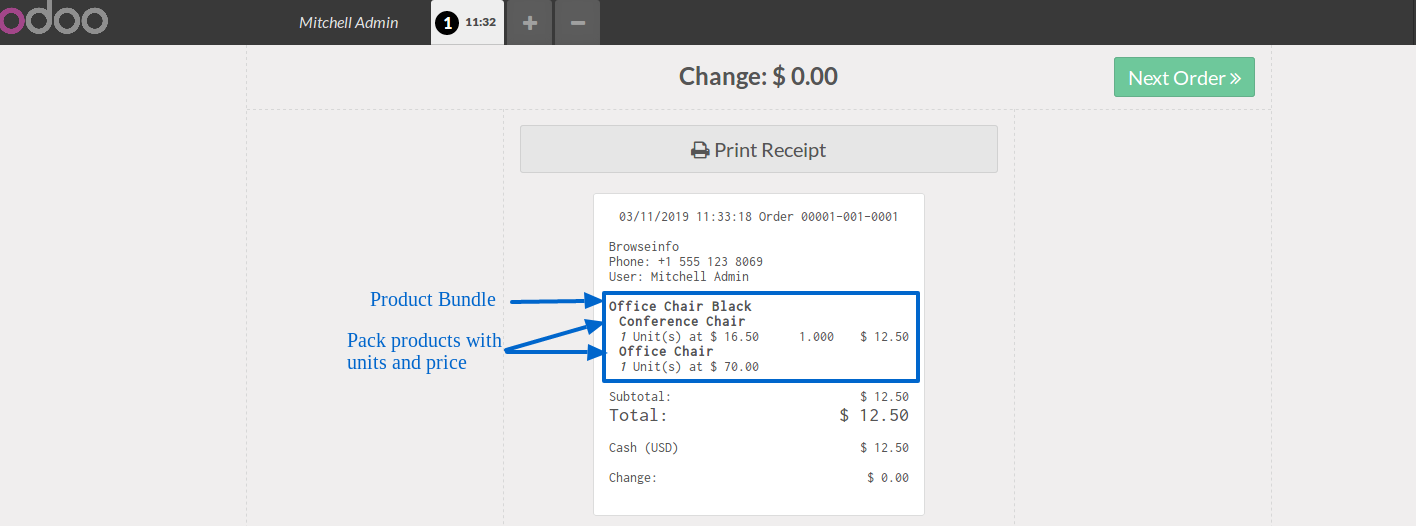 odoo Mitchell Admin 1 11:32 + −
Change: $ 0.00 Next Order »
Print Receipt
03/11/2019 11:33:18 Order 00001-001-0001
Browseinfo
Phone: +1 555 123 8069
User: Mitchell Admin
Product Bundle
Office Chair Black
Conference Chair
1 Unit(s) at $ 16.50 1.000 $ 12.50
Office Chair
1 Unit(s) at $ 70.00
Pack products with
units and price
Subtotal: $ 12.50
Total: $ 12.50
Cash (USD) $ 12.50
Change: $ 0.00